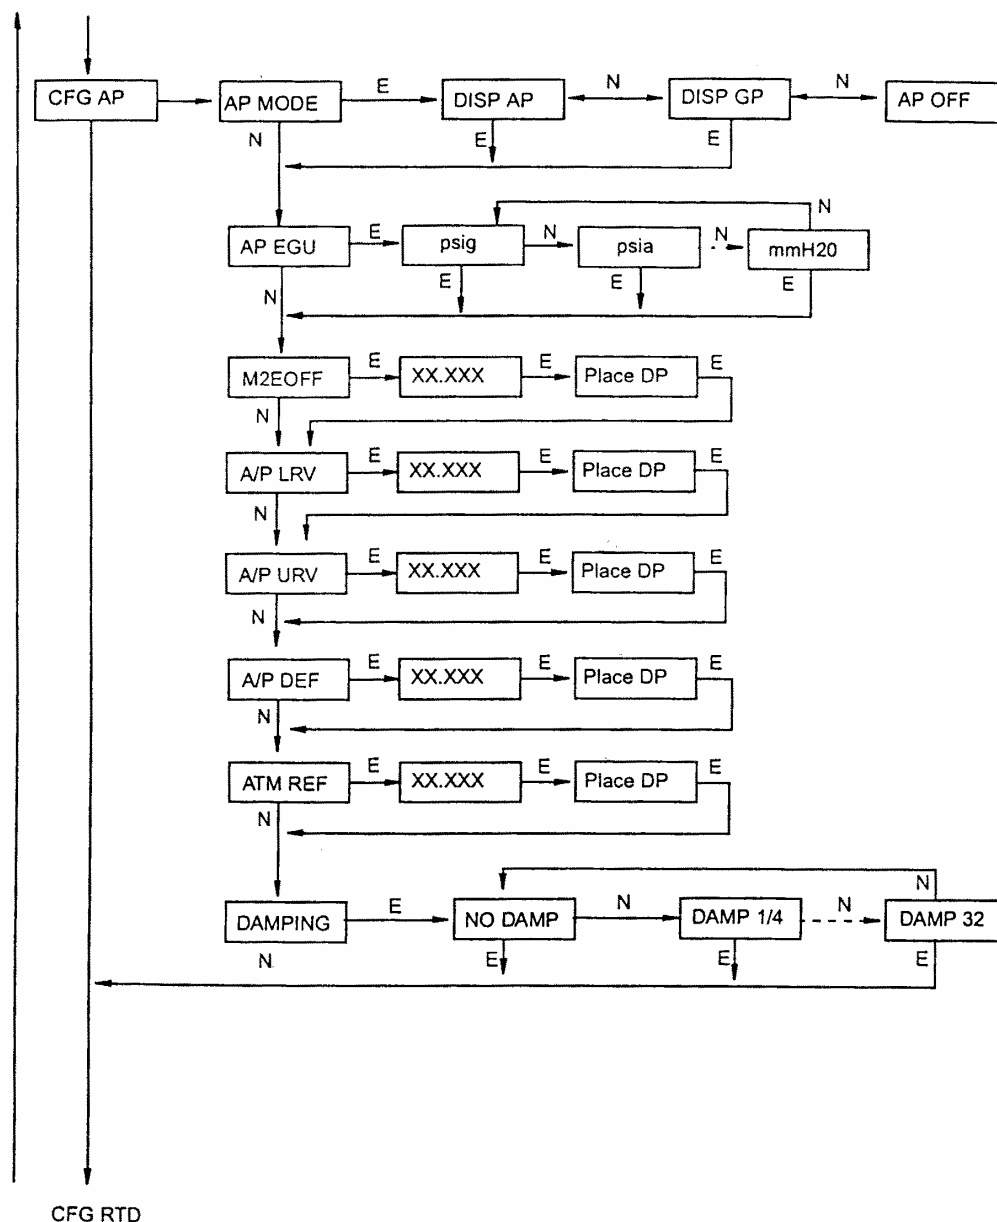 CFG AP
AP MODE
E
DISP AP
N
DISP GP
N
AP OFF
N
E
E
AP EGU
E
psig
N
psia
N
mmH20
N
N
E
E
E
M2EOFF
E
XX.XXX
E
Place DP
E
N
A/P LRV
E
XX.XXX
E
Place DP
E
N
A/P URV
E
XX.XXX
E
Place DP
E
N
A/P DEF
E
XX.XXX
E
Place DP
E
N
ATM REF
E
XX.XXX
E
Place DP
E
N
DAMPING
E
NO DAMP
N
DAMP 1/4
N
DAMP 32
N
N
E
E
E
CFG RTD